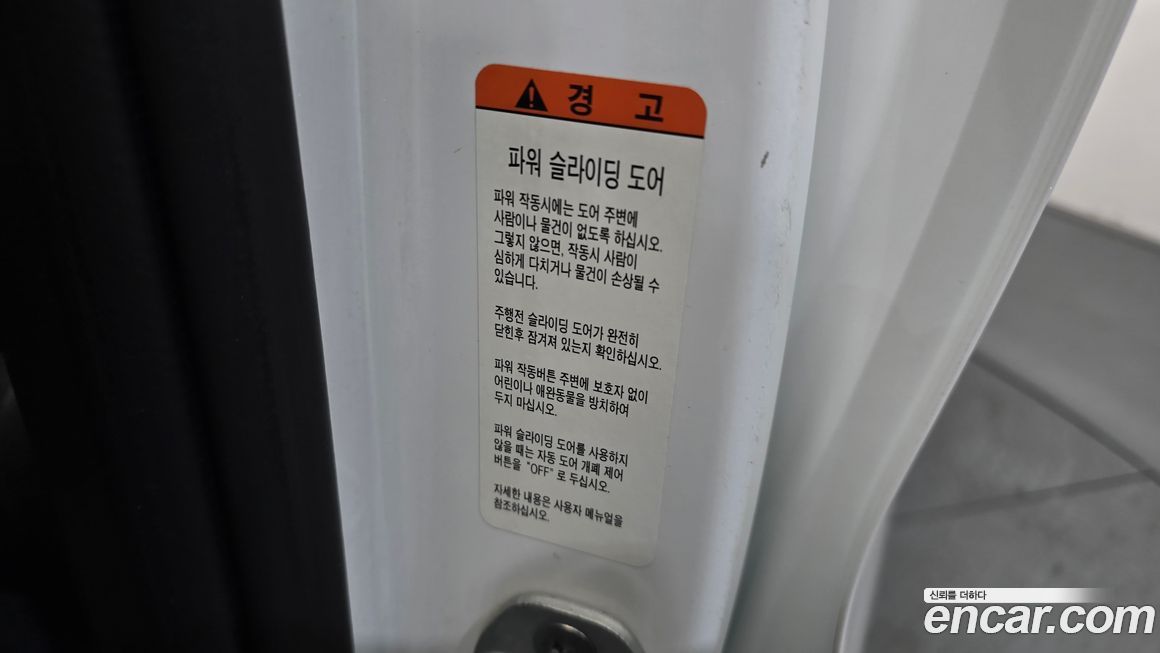 경 고
파워 슬라이딩 도어
파워 작동시에는 도어 주변에
사람이나 물건이 없도록 하십시오.
그렇지 않으면, 작동시 사람이
심하게 다치거나 물건이 손상될 수
있습니다.
주행전 슬라이딩 도어가 완전히
닫힌후 잠겨져 있는지 확인하십시오.
파워 작동버튼 주변에 보호자 없이
어린이나 애완동물을 방치하여
두지 마십시오.
파워 슬라이딩 도어를 사용하지
않을 때는 자동 도어 개폐 제어
버튼을 "OFF" 로 두십시오.
자세한 내용은 사용자 메뉴얼을
참조하십시오.
신뢰를 더하다
encar.com